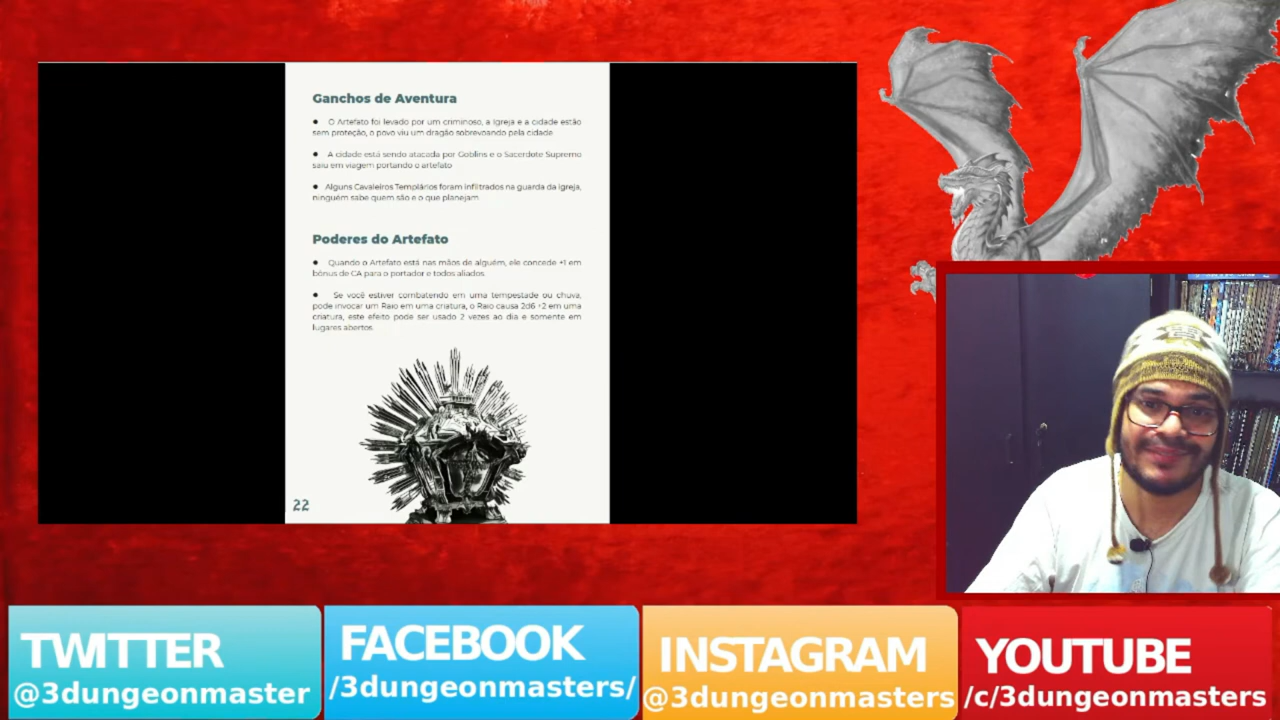 Ganchos de Aventura
● O Artefato foi levado por um criminoso, a Igreja e a cidade estão
sem proteção, o povo viu um dragão sobrevoando pela cidade
● A cidade está sendo atacada por Goblins e o Sacerdote Supremo
saiu em viagem portando o artefato
● Alguns Cavaleiros Templários foram infiltrados na guarda da igreja,
ninguém sabe quem são e o que planejam
Poderes do Artefato
● Quando o Artefato está nas mãos de alguém, ele concede +1 em
bônus de CA para o portador e todos aliados.
● Se você estiver combatendo em uma tempestade ou chuva,
pode invocar um Raio em uma criatura, o Raio causa 2d6 +2 em uma
criatura, este efeito pode ser usado 2 vezes ao dia e somente em
lugares abertos
22
TWITTER
@3dungeonmaster
FACEBOOK
/3dungeonmasters/
INSTAGRAM
@3dungeonmasters
YOUTUBE
/c/3dungeonmasters